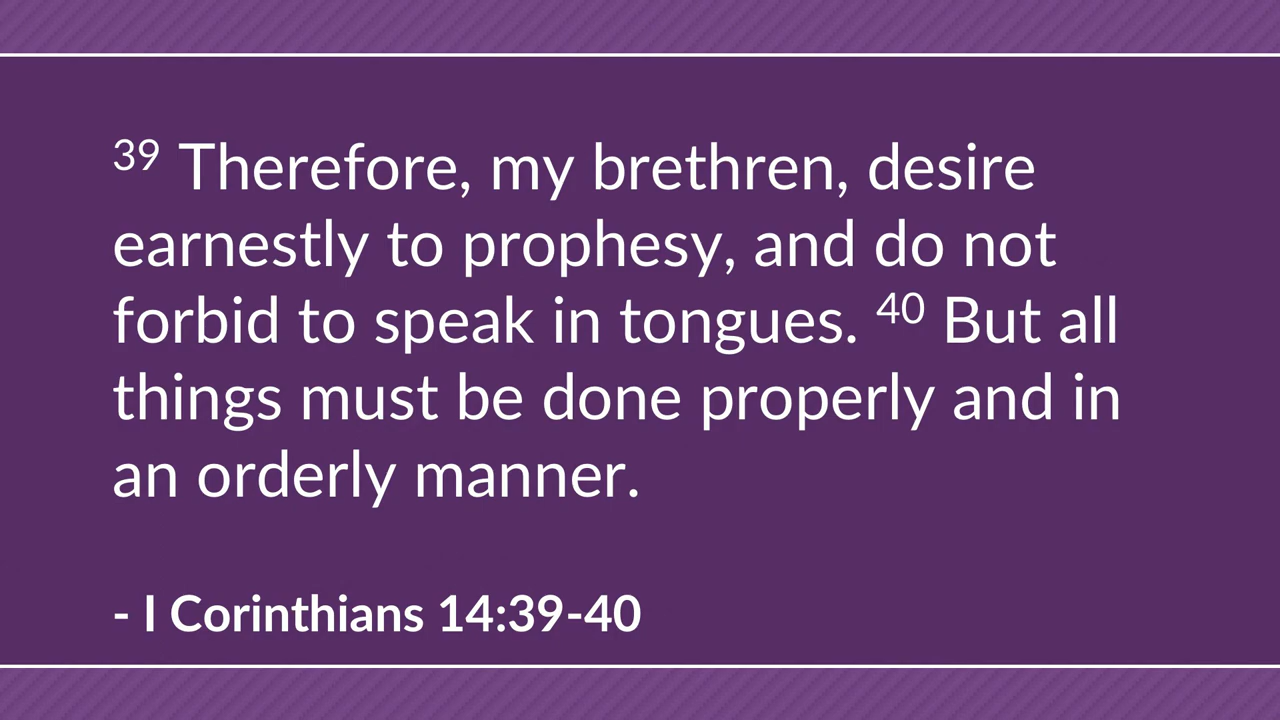 39 Therefore, my brethren, desire
earnestly to prophesy, and do not
forbid to speak in tongues. 40 But all
things must be done properly and in
an orderly manner.
- I Corinthians 14:39-40